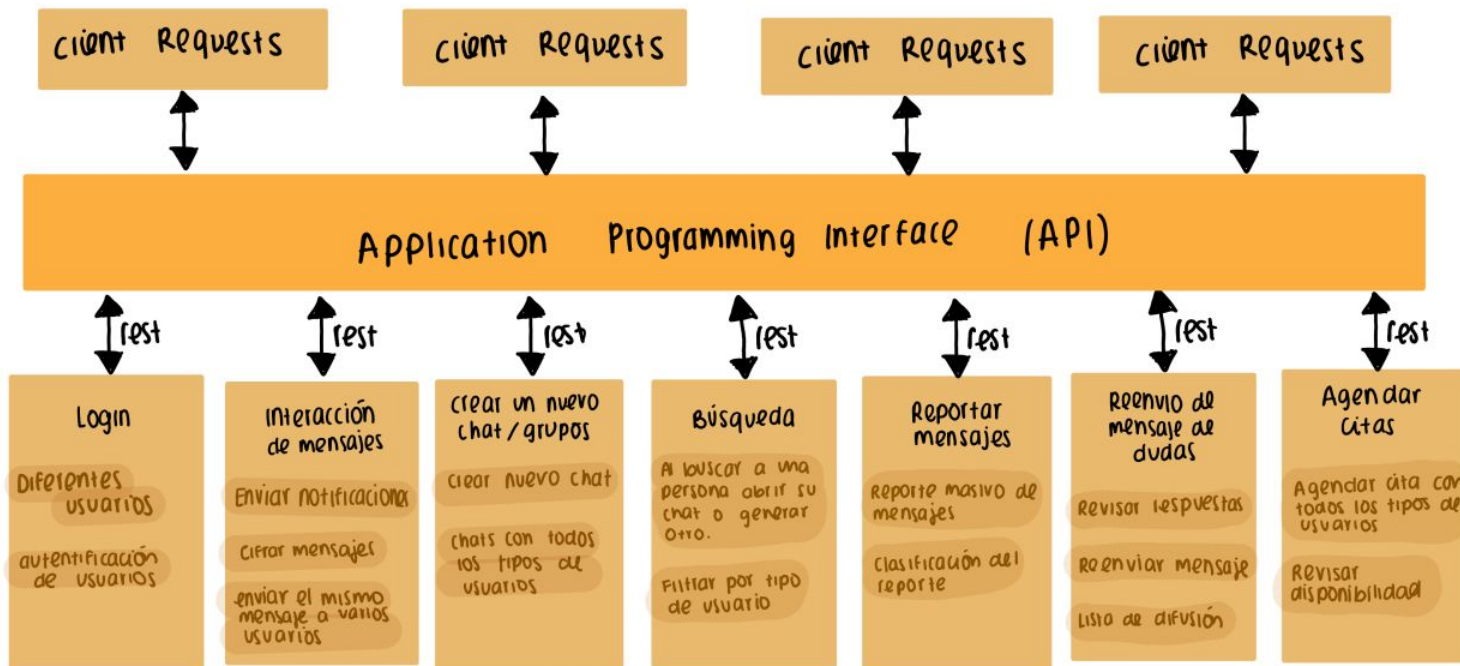 Client Requests
Client Requests
Client Requests
Client Requests
Application Programming Interface (API)
rest
rest
rest
rest
rest
rest
rest
Login
Diferentes
usuarios
autentificación
de usuarios
Interacción
de mensajes
Enviar notificaciones
Cifrar mensajes
enviar el mismo
mensaje a varios
usuarios
Crear un nuevo
chat/grupos
crear nuevo chat
Chats con todos
los tipos de
usuarios
Búsqueda
Al buscar a una
persona abrir su
chat o generar
otro.
Filtrar por tipo
de usuario
Reportar
mensajes
Reporte masivo de
mensajes
Clasificación del
reporte
Reenvio de
mensaje de
dudas
Revisar respuestas
Reenviar mensaje
Lista de difusión
Agendar
citas
Agendar cita con
todos los tipos de
usuarios
Revisar
disponibilidad